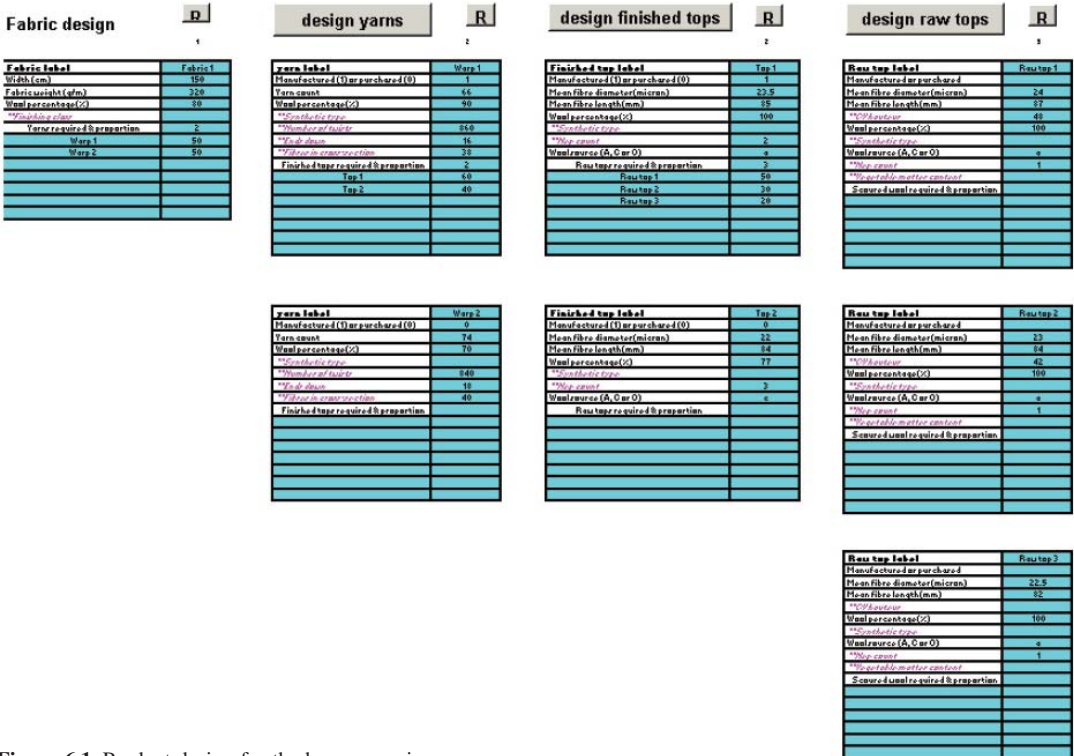 Fabric design R
1
Fabric label Fabric1
Width (cm) 150
Fabric weight (g/m) 320
Wool percentage (%) 80
**Finishing class
Yarns required & proportion 2
Warp 1 50
Warp 2 50
design yarns R
2
yarn label Warp 1
Manufactured (1) or purchased (0) 1
Yarn count 66
Wool percentage (%) 90
**Synthetic type
**Number of twists 860
**Ends down 16
**Fibres in cross-section 38
Finished tops required & proportion 2
Top 1 60
Top 2 40
yarn label Warp 2
Manufactured (1) or purchased (0) 0
Yarn count 74
Wool percentage (%) 70
**Synthetic type
**Number of twists 840
**Ends down 18
**Fibres in cross-section 40
Finished tops required & proportion
design finished tops R
2
Finished top label Top 1
Manufactured (1) or purchased (0) 1
Mean fibre diameter (micron) 23.5
Mean fibre length (mm) 85
Wool percentage (%) 100
**Synthetic type
**Nep count 2
Wool source (A, C or O) a
Raw tops required & proportion 3
Raw top 1 50
Raw top 2 30
Raw top 3 20
Finished top label Top 2
Manufactured (1) or purchased (0) 0
Mean fibre diameter (micron) 22
Mean fibre length (mm) 84
Wool percentage (%) 77
**Synthetic type
**Nep count 3
Wool source (A, C or O)
Raw tops required & proportion
design raw tops R
3
Raw top label Raw top 1
Manufactured or purchased
Mean fibre diameter (micron) 24
Mean fibre length (mm) 87
**CV hauteur 48
Wool percentage (%) 100
**Synthetic type
Wool source (A, C or O)
**Nep count 1
**Vegetable matter content
Scoured wool required & proportion
Raw top label Raw top 2
Manufactured or purchased
Mean fibre diameter (micron) 23
Mean fibre length (mm) 84
**CV hauteur 42
Wool percentage (%) 100
**Synthetic type
Wool source (A, C or O)
**Nep count 1
**Vegetable matter content
Scoured wool required & proportion
Raw top label Raw top 3
Manufactured or purchased
Mean fibre diameter (micron) 22.5
Mean fibre length (mm) 82
**CV hauteur
Wool percentage (%) 100
**Synthetic type
Wool source (A, C or O)
**Nep count 1
**Vegetable matter content
Scoured wool required & proportion